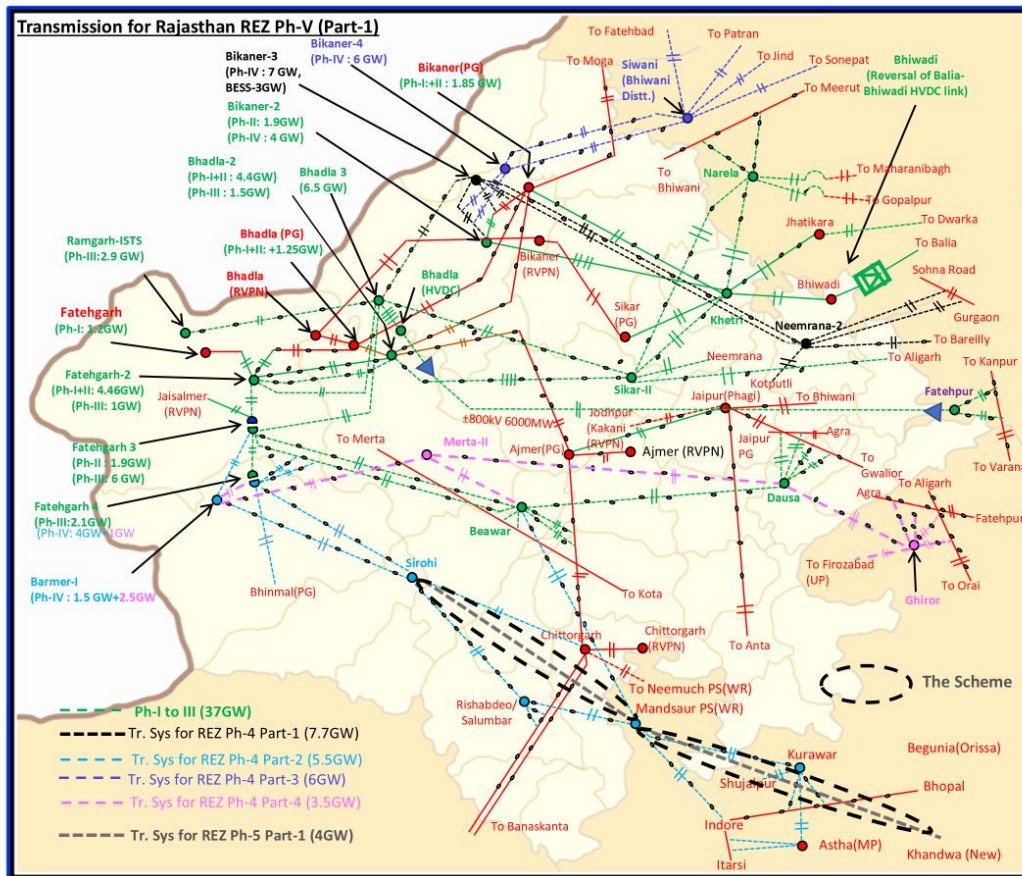 Transmission for Rajasthan REZ Ph-V (Part-1)
Bikaner-4
(Ph-IV : 6 GW)
Bikaner-3
(Ph-IV : 7 GW,
BESS-3GW)
Bikaner(PG)
(Ph-I:+II : 1.85 GW)
Bikaner-2
(Ph-II: 1.9GW)
(Ph-IV : 4 GW)
To Fatehbad
To Patran
To Moga
Siwani
(Bhiwani
Distt.)
To Jind
To Sonepat
To Meerut
Bhiwadi
(Reversal of Balia-
Bhiwadi HVDC link)
Bhadla-2
(Ph-I+II : 4.4GW)
(Ph-III : 1.5GW)
Bhadla 3
(6.5 GW)
Narela
To Maharanibagh
To Bhiwani
To Gopalpur
Ramgarh-ISTS
(Ph-III:2.9 GW)
Bhadla (PG)
(Ph-I+II: +1.25GW)
Bhadla
(RVPN)
Bhadla
(HVDC)
Bikaner
(RVPN)
Jhatikara
To Dwarka
To Balia
Sohna Road
Bhiwadi
Gurgaon
Fatehgarh
(Ph-I: 1.2GW)
Sikar
(PG)
Khetri
Neemrana-2
To Bareilly
Fatehgarh-2
(Ph-I+II: 4.46GW)
(Ph-III: 1GW)
Neemrana
To Aligarh
To Kanpur
Sikar-II
Kotputli
Jaisalmer
(RVPN)
Jaipur(Phagi)
To Bhiwani
Fatehpur
±800kV 6000MW
Jodhpur
(Kakani
(RVPN)
To Merta
Merta-II
Ajmer(PG)
Ajmer (RVPN)
Jaipur
PG
Agra
To
Gwalior
To Varana
Fatehgarh 3
(Ph-II : 1.9GW)
(Ph-III: 6 GW)
Dausa
Agra
To Aligarh
Fatehgarh 4
(Ph-III:2.1GW)
(Ph-IV: 4GW+1GW
Beawar
Fatehpur
Barmer-I
(Ph-IV : 1.5 GW+2.5GW
Sirohi
To Firozabad
(UP)
To Orai
Bhinmal(PG)
To Kota
Ghiror
Chittorgarh
Chittorgarh
(RVPN)
To Anta
The Scheme
To Neemuch PS(WR)
Rishabdeo/
Salumbar
Mandsaur PS(WR)
Ph-I to III (37GW)
Tr. Sys for REZ Ph-4 Part-1 (7.7GW)
Tr. Sys for REZ Ph-4 Part-2 (5.5GW)
Tr. Sys for REZ Ph-4 Part-3 (6GW)
Tr. Sys for REZ Ph-4 Part-4 (3.5GW)
Tr. Sys for REZ Ph-5 Part-1 (4GW)
Kurawar
Begunia(Orissa)
Shujalpur
Bhopal
To Banaskanta
Indore
Itarsi
Astha(MP)
Khandwa (New)